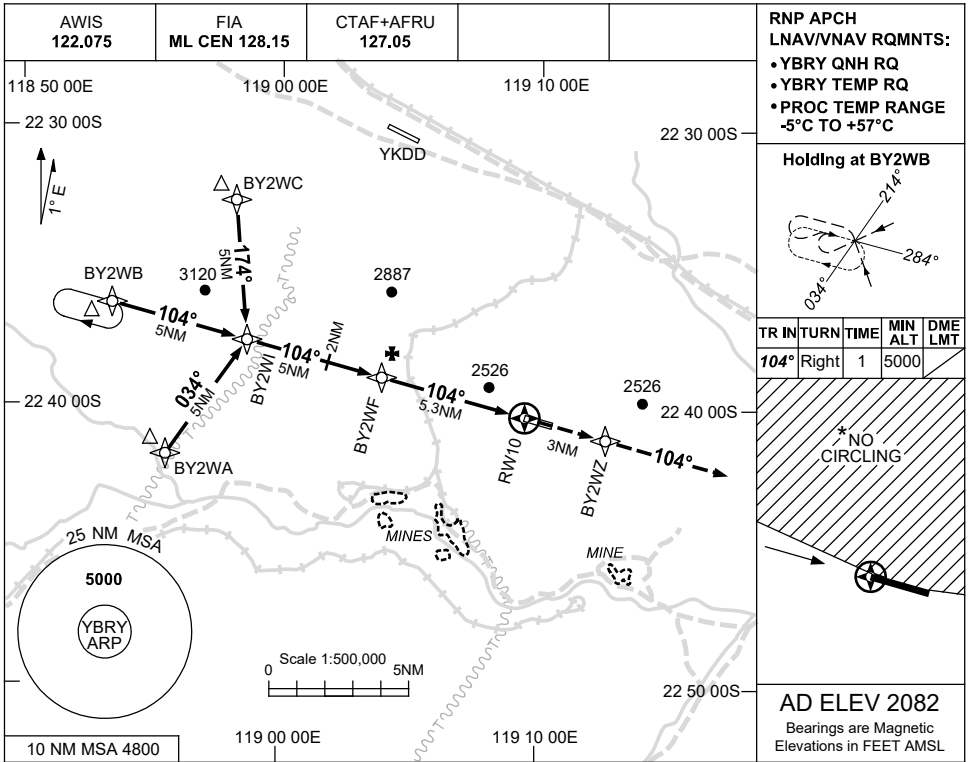 AWIS
122.075
FIA
ML CEN 128.15
CTAF+AFRU
127.05
RNP APCH
LNAV/VNAV RQMNTS:
• YBRY QNH RQ
• YBRY TEMP RQ
• PROC TEMP RANGE
-5°C TO +57°C
118 50 00E
119 00 00E
119 10 00E
22 30 00S
22 30 00S
YKDD
1° E
BY2WC
174°
5NM
BY2WB
3120
2887
104°
5NM
BY2WI
104°
5NM
2NM
034°
5NM
BY2WA
BY2WF
104°
5.3NM
2526
2526
RW10
3NM
BY2WZ
104°
22 40 00S
22 40 00S
MINES
MINE
25 NM MSA
5000
YBRY
ARP
Scale 1:500,000
0
5NM
22 50 00S
10 NM MSA 4800
119 00 00E
119 10 00E
Holding at BY2WB
214°
284°
034°
TR IN
TURN
TIME
MIN
ALT
DME
LMT
104°
Right
1
5000
*NO
CIRCLING
AD ELEV 2082
Bearings are Magnetic
Elevations in FEET AMSL